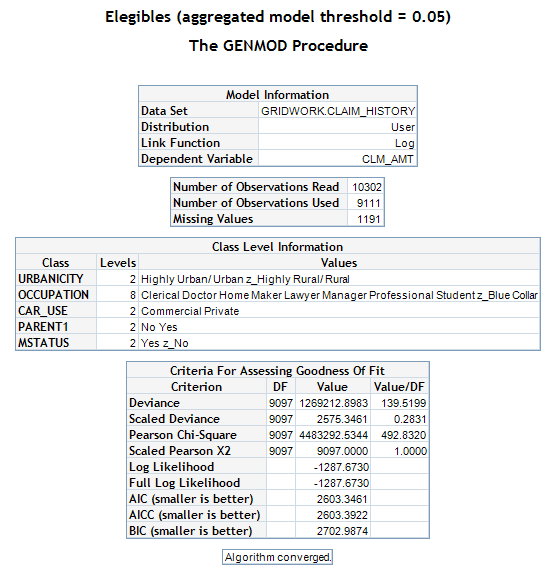 Elegibles (aggregated model threshold = 0.05)
The GENMOD Procedure
Model Information
Data Set GRIDWORK.CLAIM_HISTORY
Distribution User
Link Function Log
Dependent Variable CLM_AMT
Number of Observations Read 10302
Number of Observations Used 9111
Missing Values 1191
Class Level Information
Class Levels Values
URBANICITY 2 Highly Urban/ Urban z_Highly Rural/ Rural
OCCUPATION 8 Clerical Doctor Home Maker Lawyer Manager Professional Student z_Blue Collar
CAR_USE 2 Commercial Private
PARENT1 2 No Yes
MSTATUS 2 Yes z_No
Criteria For Assessing Goodness Of Fit
Criterion DF Value Value/DF
Deviance 9097 1269212.8983 139.5199
Scaled Deviance 9097 2575.3461 0.2831
Pearson Chi-Square 9097 4483292.5344 492.8320
Scaled Pearson X2 9097 9097.0000 1.0000
Log Likelihood -1287.6730
Full Log Likelihood -1287.6730
AIC (smaller is better) 2603.3461
AICC (smaller is better) 2603.3922
BIC (smaller is better) 2702.9874
Algorithm converged.